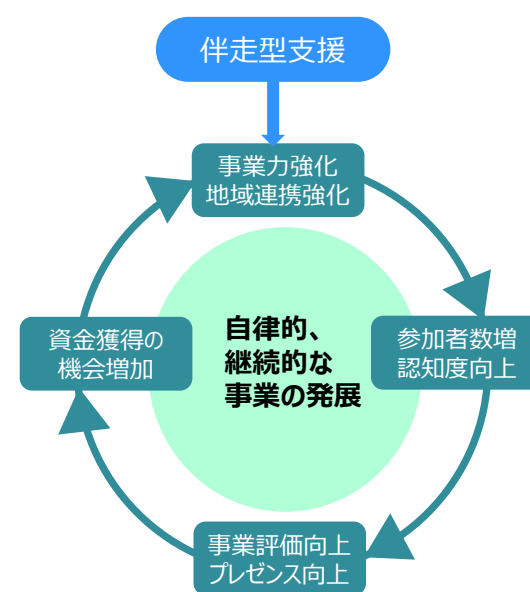 伴走型支援
事業力強化
地域連携強化
参加者数増
認知度向上
事業評価向上
プレゼンス向上
資金獲得の
機会増加
自律的、
継続的な
事業の発展